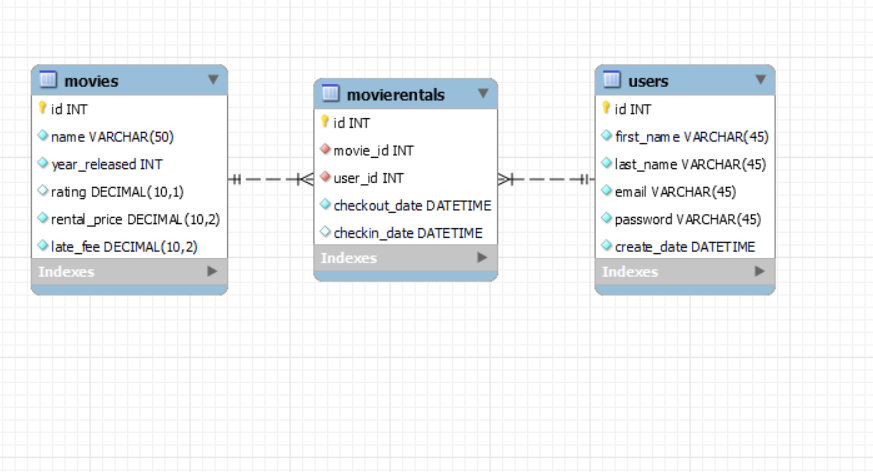 movies
id INT
name VARCHAR(50)
year_released INT
rating DECIMAL(10,1)
rental_price DECIMAL(10,2)
late_fee DECIMAL(10,2)
Indexes
movierentals
id INT
movie_id INT
user_id INT
checkout_date DATETIME
checkin_date DATETIME
Indexes
users
id INT
first_name VARCHAR(45)
last_name VARCHAR(45)
email VARCHAR(45)
password VARCHAR(45)
create_date DATETIME
Indexes